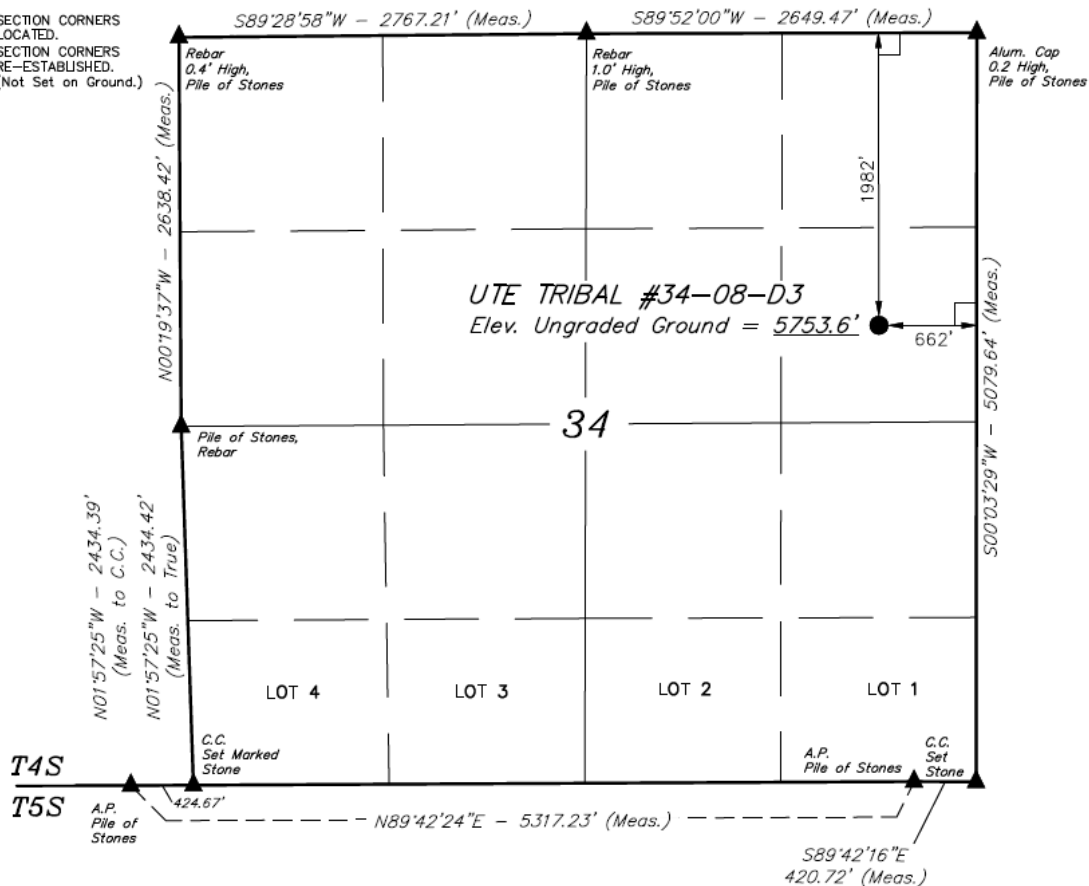 SECTION CORNERS
LOCATED.
SECTION CORNERS
RE-ESTABLISHED.
(Not Set on Ground.)
S89°28'58"W - 2767.21' (Meas.)
S89°52'00"W - 2649.47' (Meas.)
Rebar
0.4' High,
Pile of Stones
Rebar
1.0' High,
Pile of Stones
Alum. Cap
0.2 High,
Pile of Stones
N00°19'37"W - 2638.42' (Meas.)
1982'
UTE TRIBAL #34-08-D3
Elev. Ungraded Ground = 5753.6'
662'
S00°03'29"W - 5079.64' (Meas.)
34
Pile of Stones,
Rebar
N01°57'25"W - 2434.39'
(Meas. to C.C.)
N01°57'25"W - 2434.42'
(Meas. to True)
LOT 4
LOT 3
LOT 2
LOT 1
C.C.
Set Marked
Stone
A.P.
Pile of Stones
C.C.
Set
Stone
T4S
T5S
A.P.
Pile of
Stones
424.67'
N89°42'24"E - 5317.23' (Meas.)
S89°42'16"E
420.72' (Meas.)